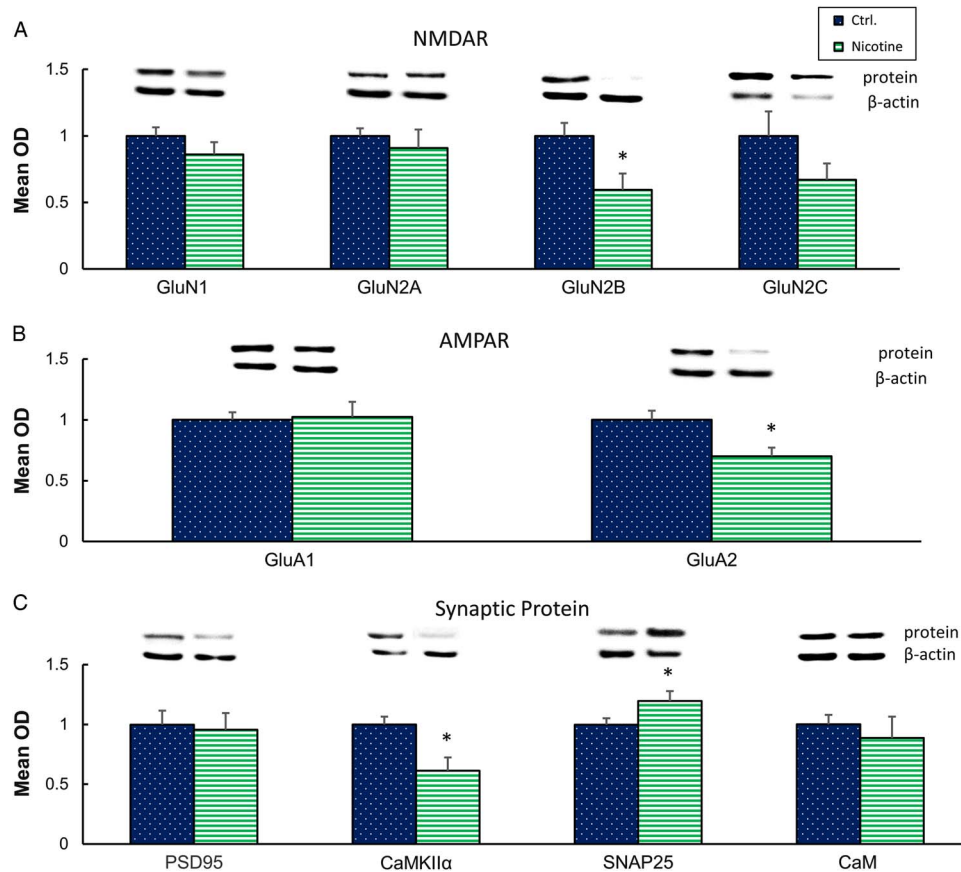 A
NMDAR
Ctrl.
Nicotine
protein
β-actin
Mean OD
1.5
1
0.5
0
*
GluN1 GluN2A GluN2B GluN2C
B
AMPAR
protein
β-actin
Mean OD
1.5
1
0.5
0
*
GluA1 GluA2
C
Synaptic Protein
protein
β-actin
Mean OD
1.5
1
0.5
0
*
*
PSD95 CaMKIIα SNAP25 CaM